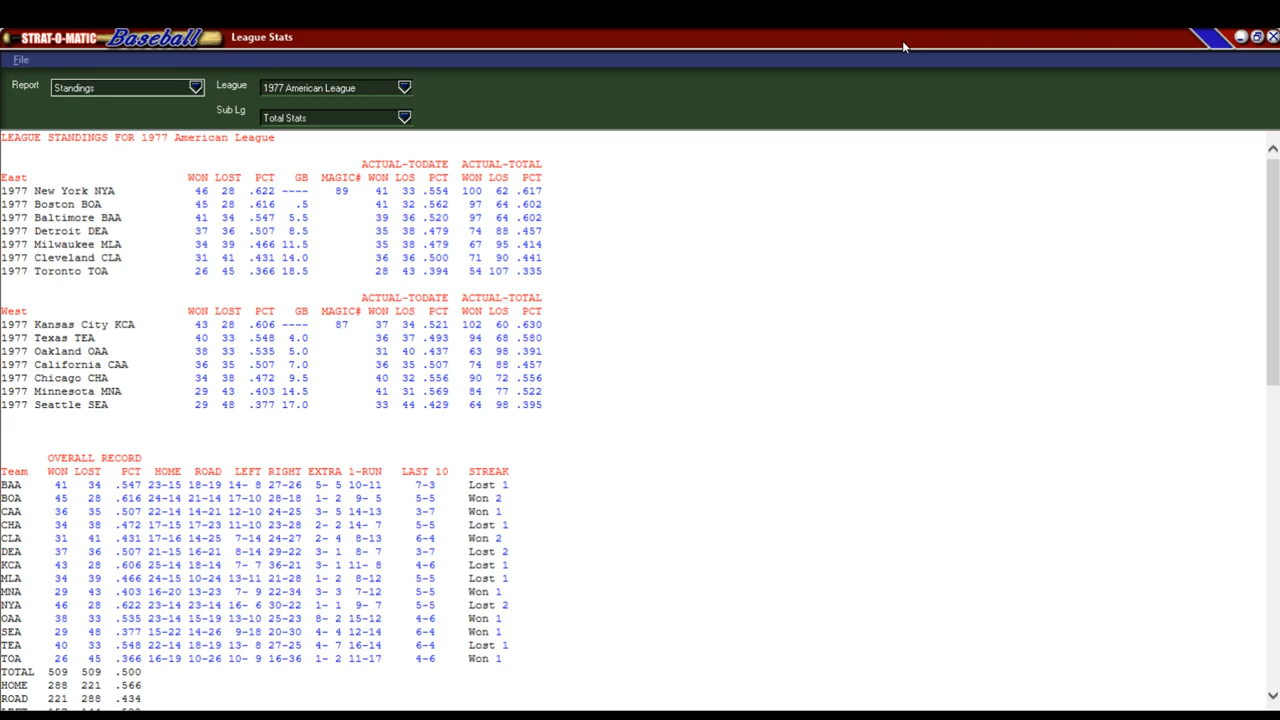 STRAT-O-MATIC Baseball League Stats
File
Report Standings League 1977 American League
Sub Lg Total Stats
LEAGUE STANDINGS FOR 1977 American League
ACTUAL-TODATE ACTUAL-TOTAL
East WON LOST PCT GB MAGIC# WON LOS PCT WON LOS PCT
1977 New York NYA 46 28 .622 ---- 89 41 33 .554 100 62 .617
1977 Boston BOA 45 28 .616 .5 41 32 .562 97 64 .602
1977 Baltimore BAA 41 34 .547 5.5 39 36 .520 97 64 .602
1977 Detroit DEA 37 36 .507 8.5 35 38 .479 74 88 .457
1977 Milwaukee MLA 34 39 .466 11.5 35 38 .479 67 95 .414
1977 Cleveland CLA 31 41 .431 14.0 36 36 .500 71 90 .441
1977 Toronto TOA 26 45 .366 18.5 28 43 .394 54 107 .335
ACTUAL-TODATE ACTUAL-TOTAL
West WON LOST PCT GB MAGIC# WON LOS PCT WON LOS PCT
1977 Kansas City KCA 43 28 .606 ---- 87 37 34 .521 102 60 .630
1977 Texas TEA 40 33 .548 4.0 36 37 .493 94 68 .580
1977 Oakland OAA 38 33 .535 5.0 31 40 .437 63 98 .391
1977 California CAA 36 35 .507 7.0 36 35 .507 74 88 .457
1977 Chicago CHA 34 38 .472 9.5 40 32 .556 90 72 .556
1977 Minnesota MNA 29 43 .403 14.5 41 31 .569 84 77 .522
1977 Seattle SEA 29 48 .377 17.0 33 44 .429 64 98 .395
OVERALL RECORD
Team WON LOST PCT HOME ROAD LEFT RIGHT EXTRA 1-RUN LAST 10 STREAK
BAA 41 34 .547 23-15 18-19 14- 8 27-26 5- 5 10-11 7-3 Lost 1
BOA 45 28 .616 24-14 21-14 17-10 28-18 1- 2 9- 5 5-5 Won 2
CAA 36 35 .507 22-14 14-21 12-10 24-25 3- 5 14-13 3-7 Won 1
CHA 34 38 .472 17-15 17-23 11-10 23-28 2- 2 14- 7 5-5 Lost 1
CLA 31 41 .431 17-16 14-25 7-14 24-27 2- 4 8-13 6-4 Won 2
DEA 37 36 .507 21-15 16-21 8-14 29-22 3- 1 8- 7 3-7 Lost 2
KCA 43 28 .606 25-14 18-14 7- 7 36-21 3- 1 11- 8 4-6 Lost 1
MLA 34 39 .466 24-15 10-24 13-11 21-28 1- 2 8-12 5-5 Lost 1
MNA 29 43 .403 16-20 13-23 7- 9 22-34 3- 3 7-12 5-5 Won 1
NYA 46 28 .622 23-14 23-14 16- 6 30-22 1- 1 9- 7 5-5 Lost 2
OAA 38 33 .535 23-14 15-19 13-10 25-23 8- 2 15-12 4-6 Won 1
SEA 29 48 .377 15-22 14-26 9-18 20-30 4- 4 12-14 6-4 Won 1
TEA 40 33 .548 22-14 18-19 13- 8 27-25 4- 7 16-14 6-4 Lost 1
TOA 26 45 .366 16-19 10-26 10- 9 16-36 1- 2 11-17 4-6 Won 1
TOTAL 509 509 .500
HOME 288 221 .566
ROAD 221 288 .434